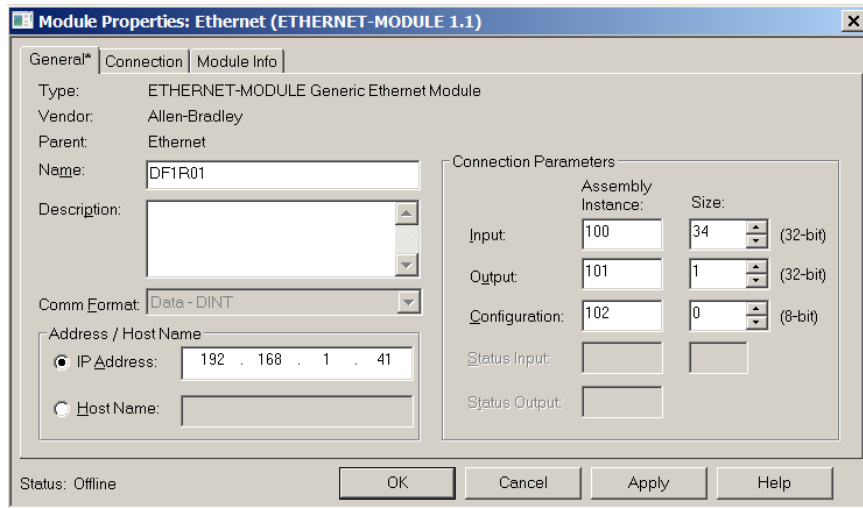 Module Properties: Ethernet (ETHERNET-MODULE 1.1)
General* Connection Module Info
Type: ETHERNET-MODULE Generic Ethernet Module
Vendor: Allen-Bradley
Parent: Ethernet
Name: DF1R01
Description:
Comm Format: Data - DINT
Address / Host Name
IP Address: 192 . 168 . 1 . 41
Host Name:
Connection Parameters
Assembly Instance: Size:
Input: 100 34 (32-bit)
Output: 101 1 (32-bit)
Configuration: 102 0 (8-bit)
Status Input:
Status Output:
Status: Offline OK Cancel Apply Help